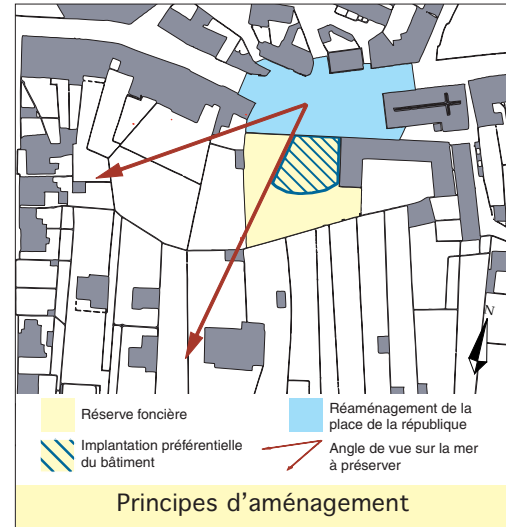 N
Réserve foncière
Réaménagement de la
place de la république
Implantation préférentielle
du bâtiment
Angle de vue sur la mer
à préserver
Principes d'aménagement